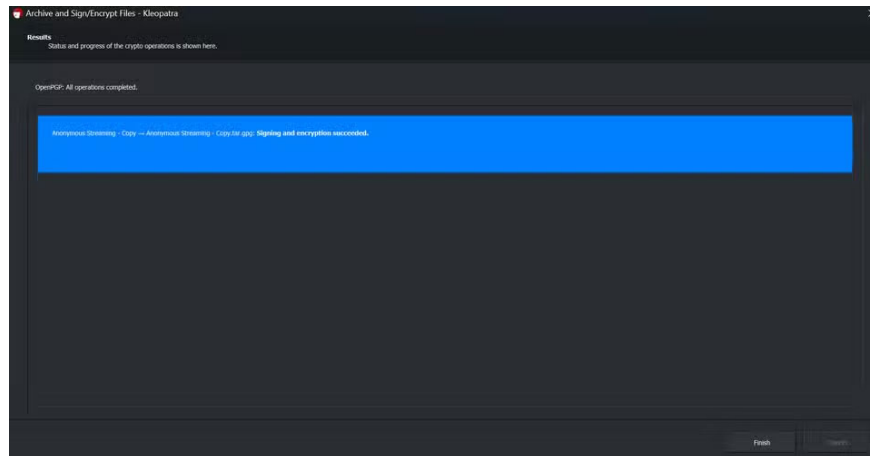 Archive and Sign/Encrypt Files - Kleopatra
Results
Status and progress of the crypto operations is shown here.
OpenPGP: All operations completed.
Anonymous Streaming - Copy → Anonymous Streaming - Copy.tar.gpg: Signing and encryption succeeded.
Finish